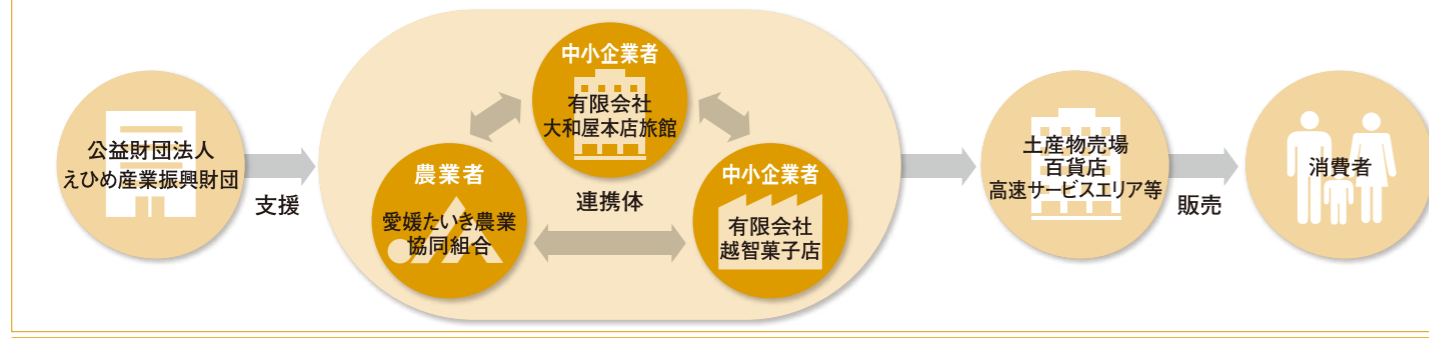 公益財団法人
えひめ産業振興財団
支援
中小企業者
有限会社
大和屋本店旅館
農業者
愛媛たいき農業
協同組合
連携体
中小企業者
有限会社
越智菓子店
土産物売場
百貨店
高速サービスエリア等
販売
消費者